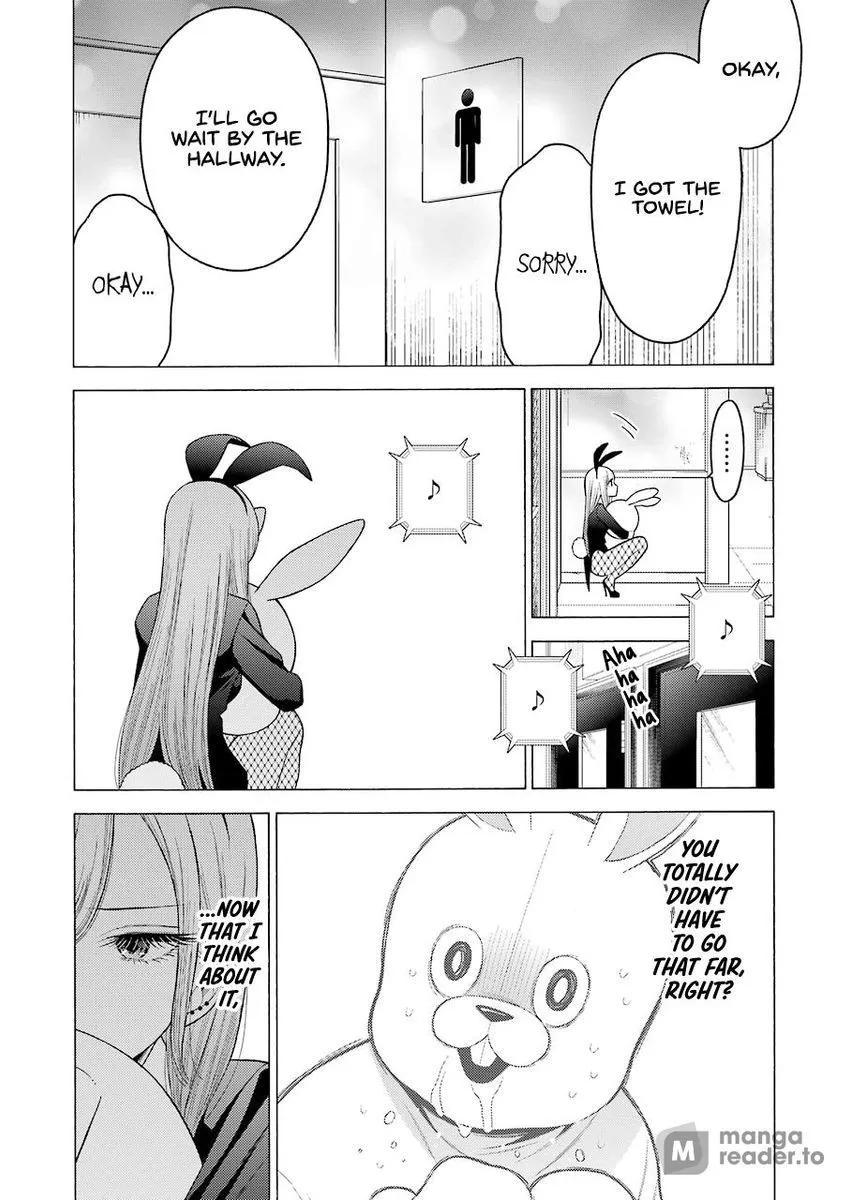 OKAY,
I GOT THE
TOWEL!
SORRY...
I'LL GO
WAIT BY THE
HALLWAY.
OKAY...
......
Aha
ha
ha
ha
YOU
TOTALLY
DIDN'T
HAVE
TO GO
THAT FAR,
RIGHT?
...NOW
THAT I
THINK
ABOUT
IT,
M manga
reader.to